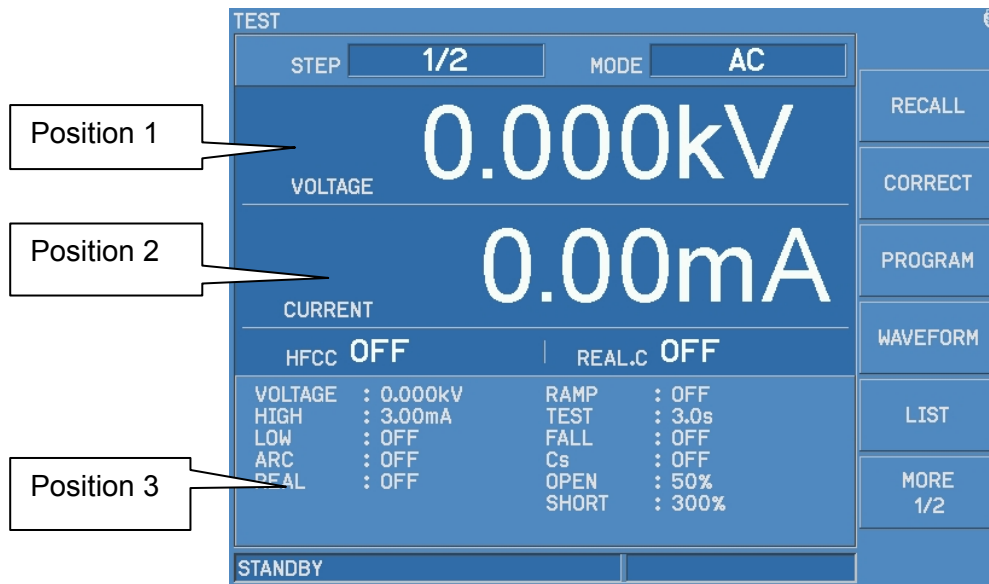 TEST
STEP 1/2 MODE AC
Position 1
0.000kV
VOLTAGE
Position 2
0.00mA
CURRENT
HFCC OFF REAL.C OFF
VOLTAGE : 0.000kV RAMP : OFF
HIGH : 3.00mA TEST : 3.0s
LOW : OFF FALL : OFF
ARC : OFF Cs : OFF
Position 3
REAL : OFF OPEN : 50%
SHORT : 300%
STANDBY
RECALL
CORRECT
PROGRAM
WAVEFORM
LIST
MORE
1/2